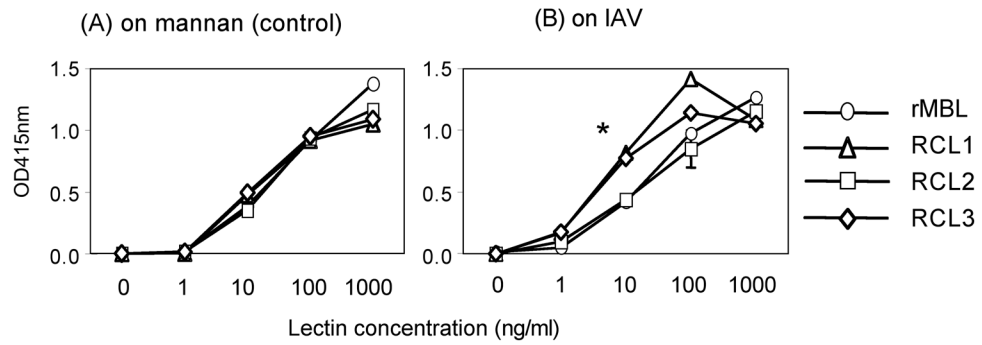 (A) on mannan (control)
(B) on IAV
OD415nm
1.5
1.0
0.5
0.0
0 1 10 100 1000
1.5
1.0
0.5
0.0
0 1 10 100 1000
*
Lectin concentration (ng/ml)
rMBL
RCL1
RCL2
RCL3